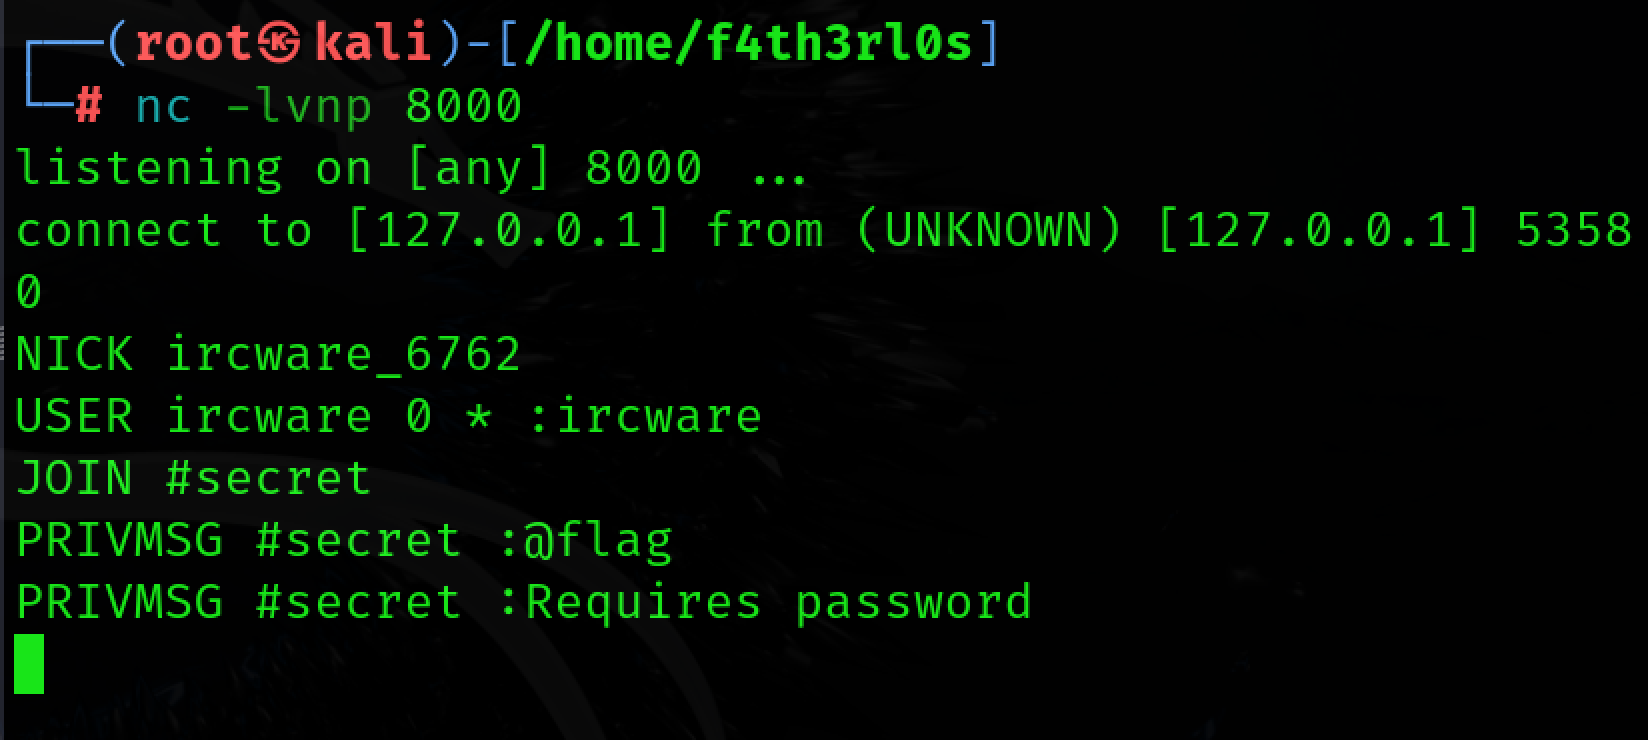 ┌──(root㉿kali)-[/home/f4th3rl0s]
└─# nc -lvnp 8000
listening on [any] 8000 ...
connect to [127.0.0.1] from (UNKNOWN) [127.0.0.1] 5358
0
NICK ircware_6762
USER ircware 0 * :ircware
JOIN #secret
PRIVMSG #secret :@flag
PRIVMSG #secret :Requires password